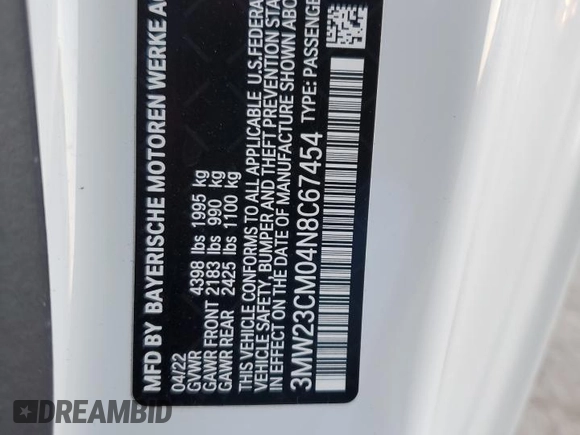 MFD BY BAYERISCHE MOTOREN WERKE AG
04/22
GVWR 4398 lbs 1995 kg
GAWR FRONT 2183 lbs 990 kg
GAWR REAR 2425 lbs 1100 kg
THIS VEHICLE CONFORMS TO ALL APPLICABLE U.S. FEDERA
VEHICLE SAFETY, BUMPER AND THEFT PREVENTION STA
IN EFFECT ON THE DATE OF MANUFACTURE SHOWN ABO
3MW23CM04N8C67454 TYPE: PASSENGE
DREAMBID